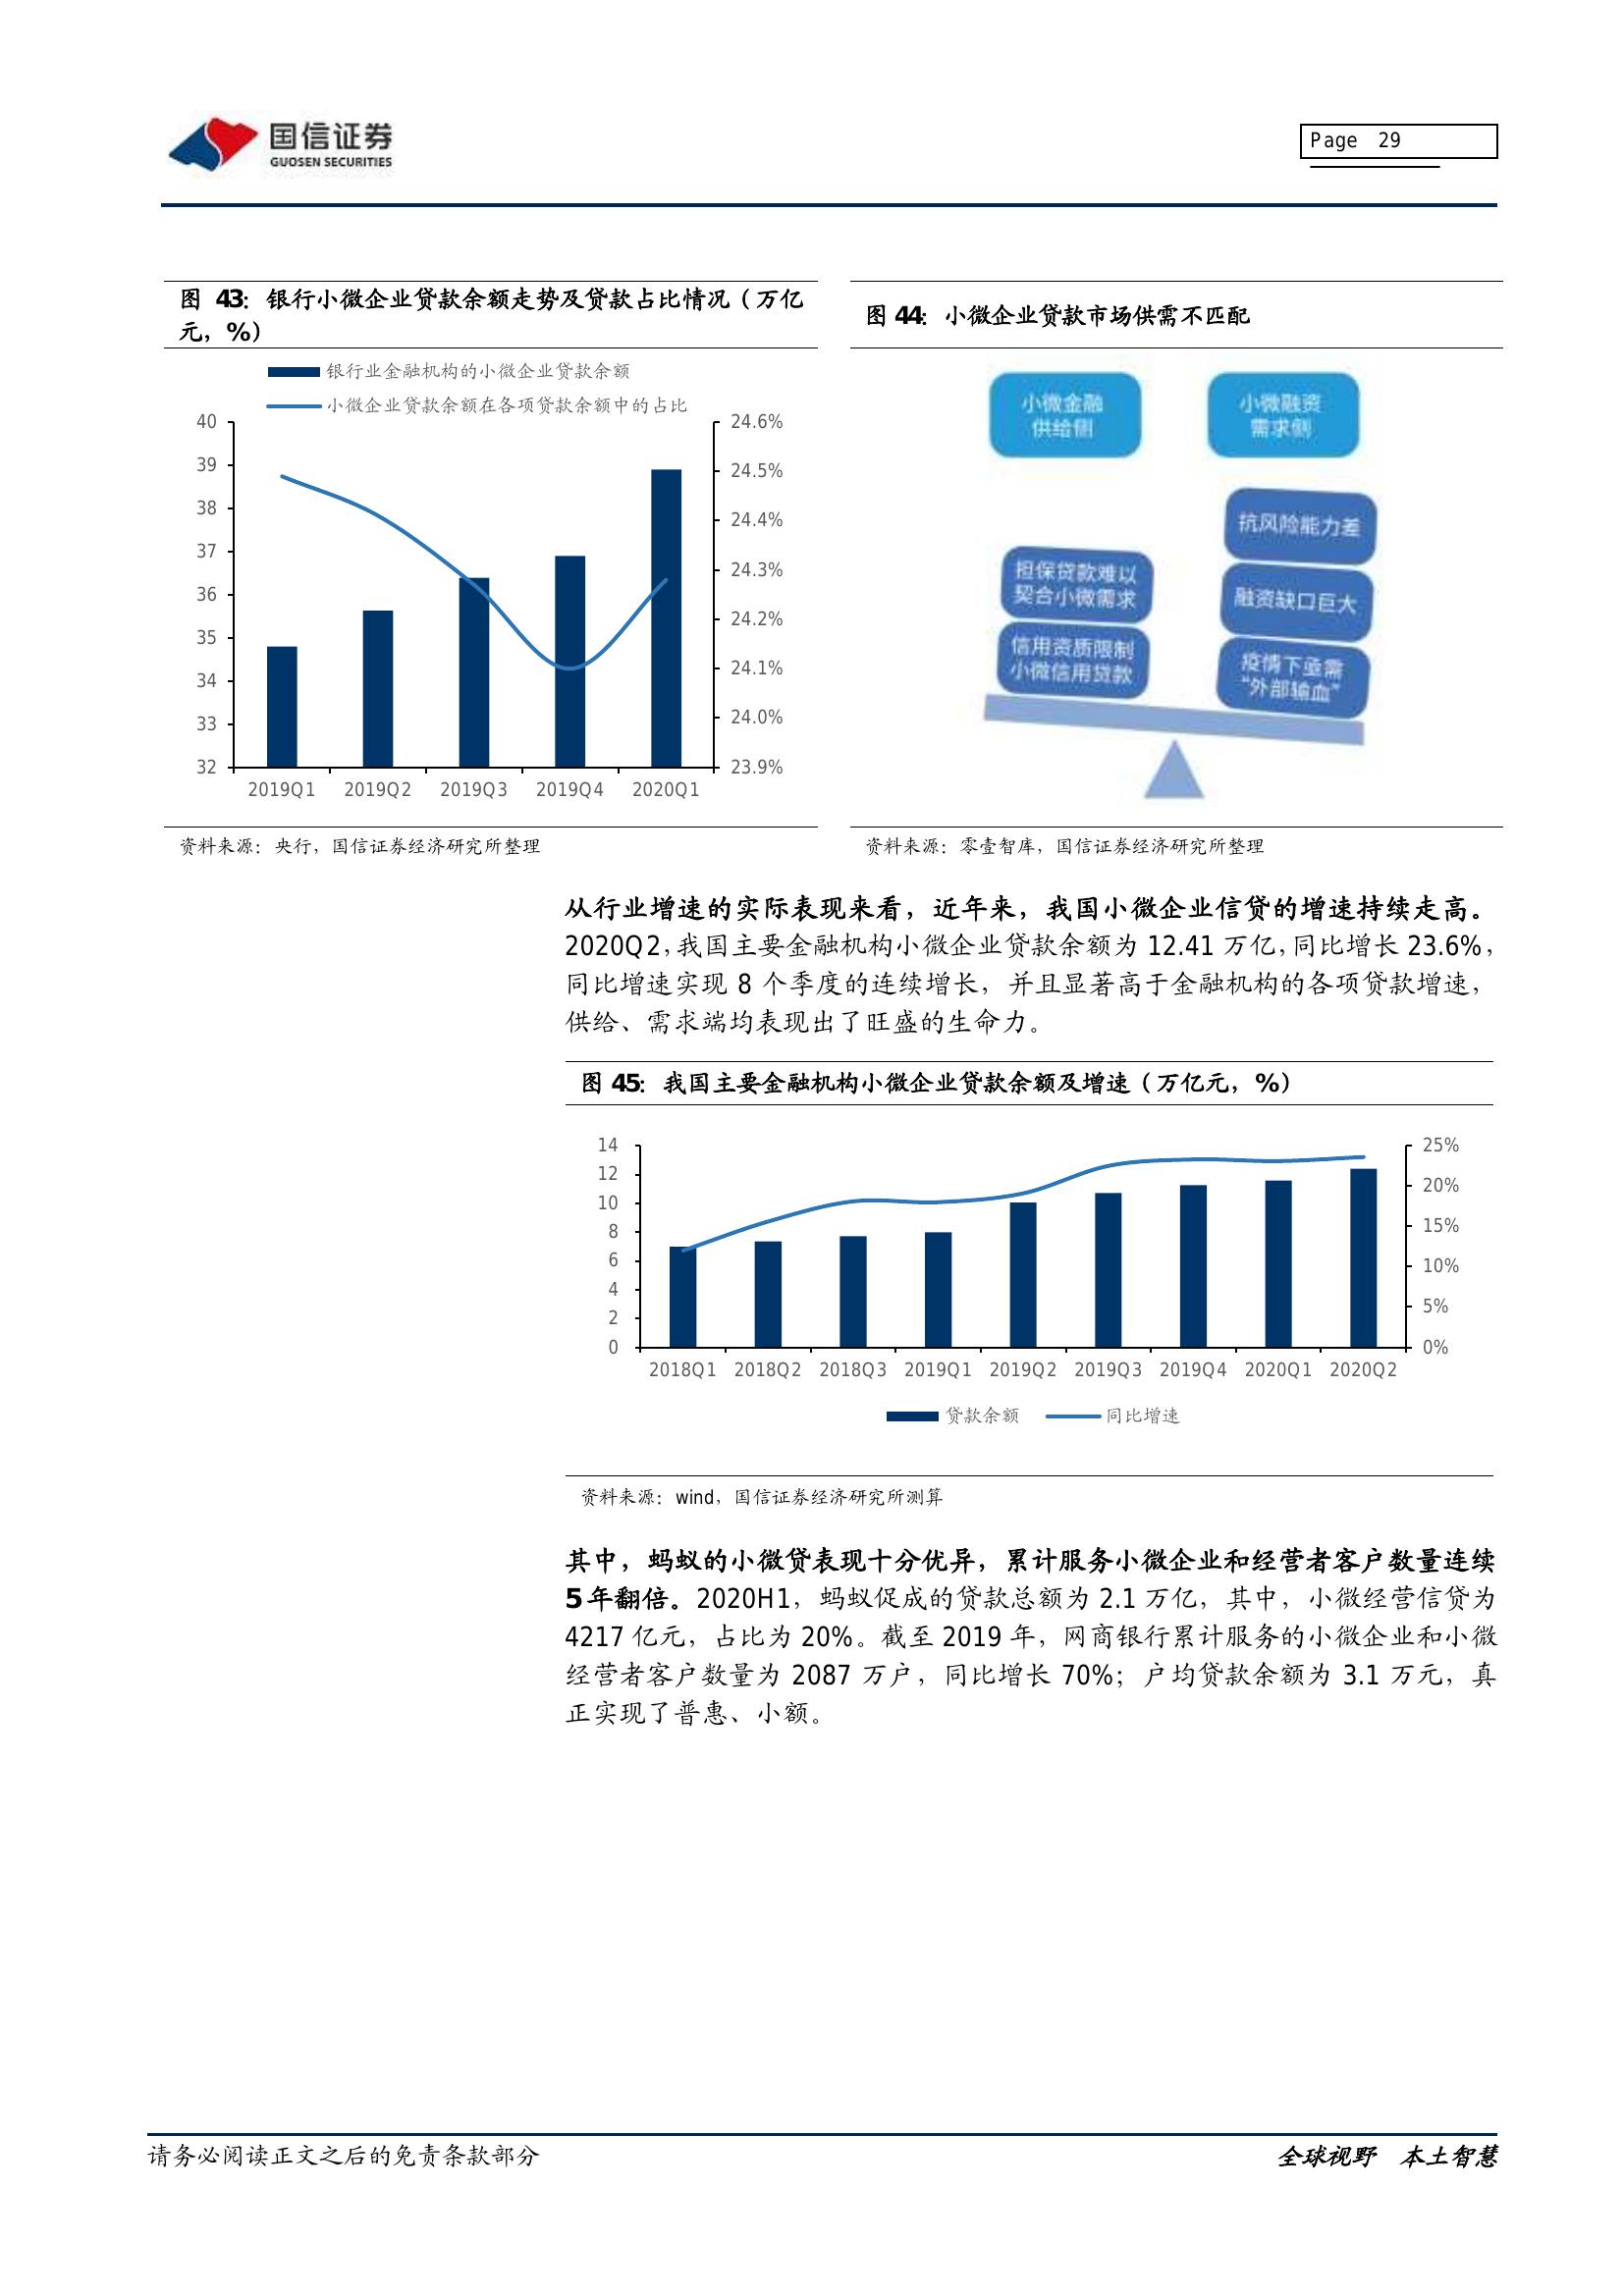 国信证券
GUOSEN SECURITIES
Page 29
图 43：银行小微企业贷款余额走势及贷款占比情况（万亿
元，%）
银行业金融机构的小微企业贷款余额
小微企业贷款余额在各项贷款余额中的占比
40
39
38
37
36
35
34
33
32
24.6%
24.5%
24.4%
24.3%
24.2%
24.1%
24.0%
23.9%
2019Q1 2019Q2 2019Q3 2019Q4 2020Q1
资料来源：央行，国信证券经济研究所整理
图 44：小微企业贷款市场供需不匹配
小微金融
供给侧
小微融资
需求侧
担保贷款难以
契合小微需求
信用资质限制
小微信用贷款
抗风险能力差
融资缺口巨大
疫情下亟需
“外部输血”
资料来源：零壹智库，国信证券经济研究所整理
从行业增速的实际表现来看，近年来，我国小微企业信贷的增速持续走高。
2020Q2，我国主要金融机构小微企业贷款余额为 12.41 万亿，同比增长 23.6%，
同比增速实现 8 个季度的连续增长，并且显著高于金融机构的各项贷款增速，
供给、需求端均表现出了旺盛的生命力。
图 45：我国主要金融机构小微企业贷款余额及增速（万亿元，%）
14
12
10
8
6
4
2
0
25%
20%
15%
10%
5%
0%
2018Q1 2018Q2 2018Q3 2019Q1 2019Q2 2019Q3 2019Q4 2020Q1 2020Q2
贷款余额 同比增速
资料来源：wind，国信证券经济研究所测算
其中，蚂蚁的小微贷表现十分优异，累计服务小微企业和经营者客户数量连续
5 年翻倍。2020H1，蚂蚁促成的贷款总额为 2.1 万亿，其中，小微经营信贷为
4217 亿元，占比为 20%。截至 2019 年，网商银行累计服务的小微企业和小微
经营者客户数量为 2087 万户，同比增长 70%；户均贷款余额为 3.1 万元，真
正实现了普惠、小额。
请务必阅读正文之后的免责条款部分
全球视野 本土智慧